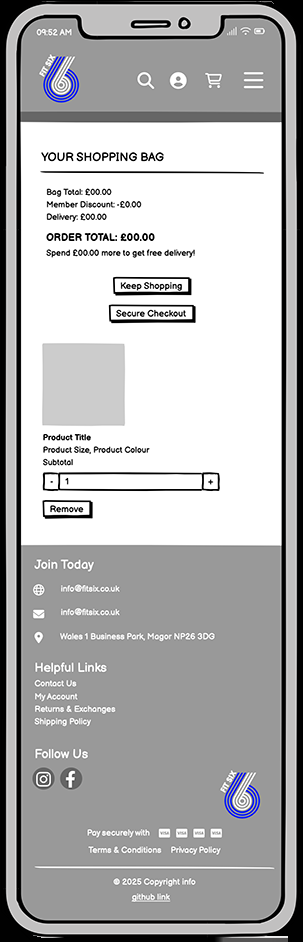 09:52 AM
FIT SIX
YOUR SHOPPING BAG
Bag Total: £00.00
Member Discount: -£0.00
Delivery: £00.00
ORDER TOTAL: £00.00
Spend £00.00 more to get free delivery!
Keep Shopping
Secure Checkout
Product Title
Product Size, Product Colour
Subtotal
- 1 +
Remove
Join Today
info@fitsix.co.uk
info@fitsix.co.uk
Wales 1 Business Park, Magor NP26 3DG
Helpful Links
Contact Us
My Account
Returns & Exchanges
Shipping Policy
Follow Us
FIT SIX
Pay securely with VISA VISA VISA VISA
Terms & Conditions Privacy Policy
© 2025 Copyright info
github link